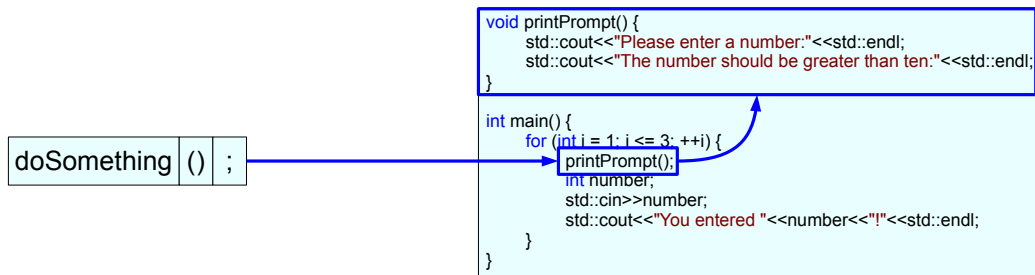 void printPrompt() {
std::cout<<"Please enter a number:"<<std::endl;
std::cout<<"The number should be greater than ten:"<<std::endl;
}
int main() {
for (int i = 1; i <= 3; ++i) {
doSomething () ;
printPrompt();
int number;
std::cin>>number;
std::cout<<"You entered "<<number<<"!"<<std::endl;
}
}